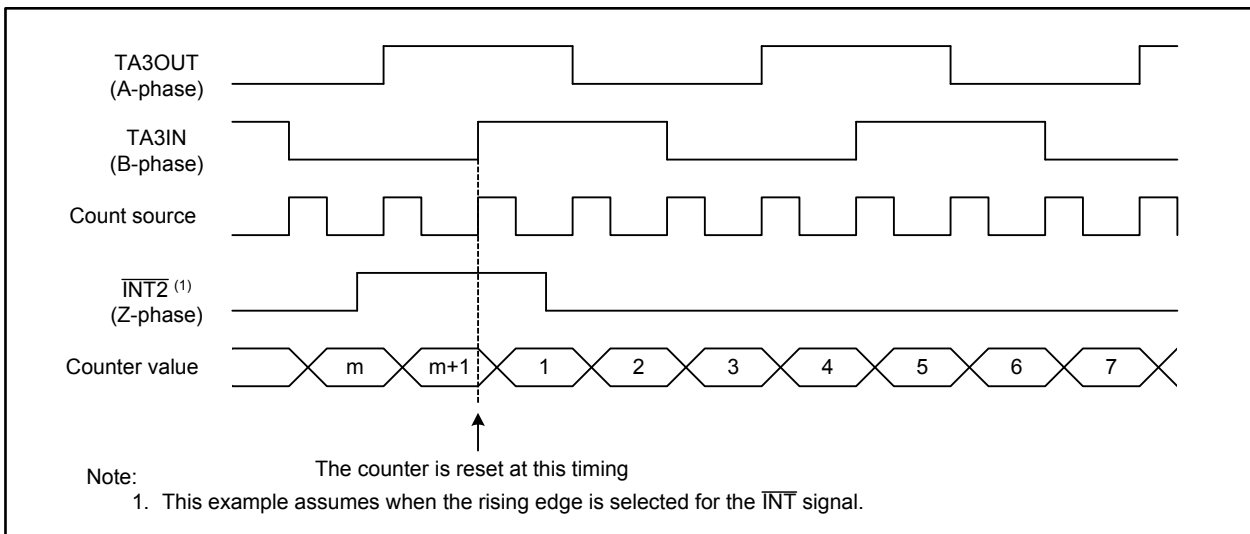 TA3OUT
(A-phase)
TA3IN
(B-phase)
Count source
INT2 (1)
(Z-phase)
Counter value
m
m+1
1
2
3
4
5
6
7
The counter is reset at this timing
Note:
1. This example assumes when the rising edge is selected for the INT signal.